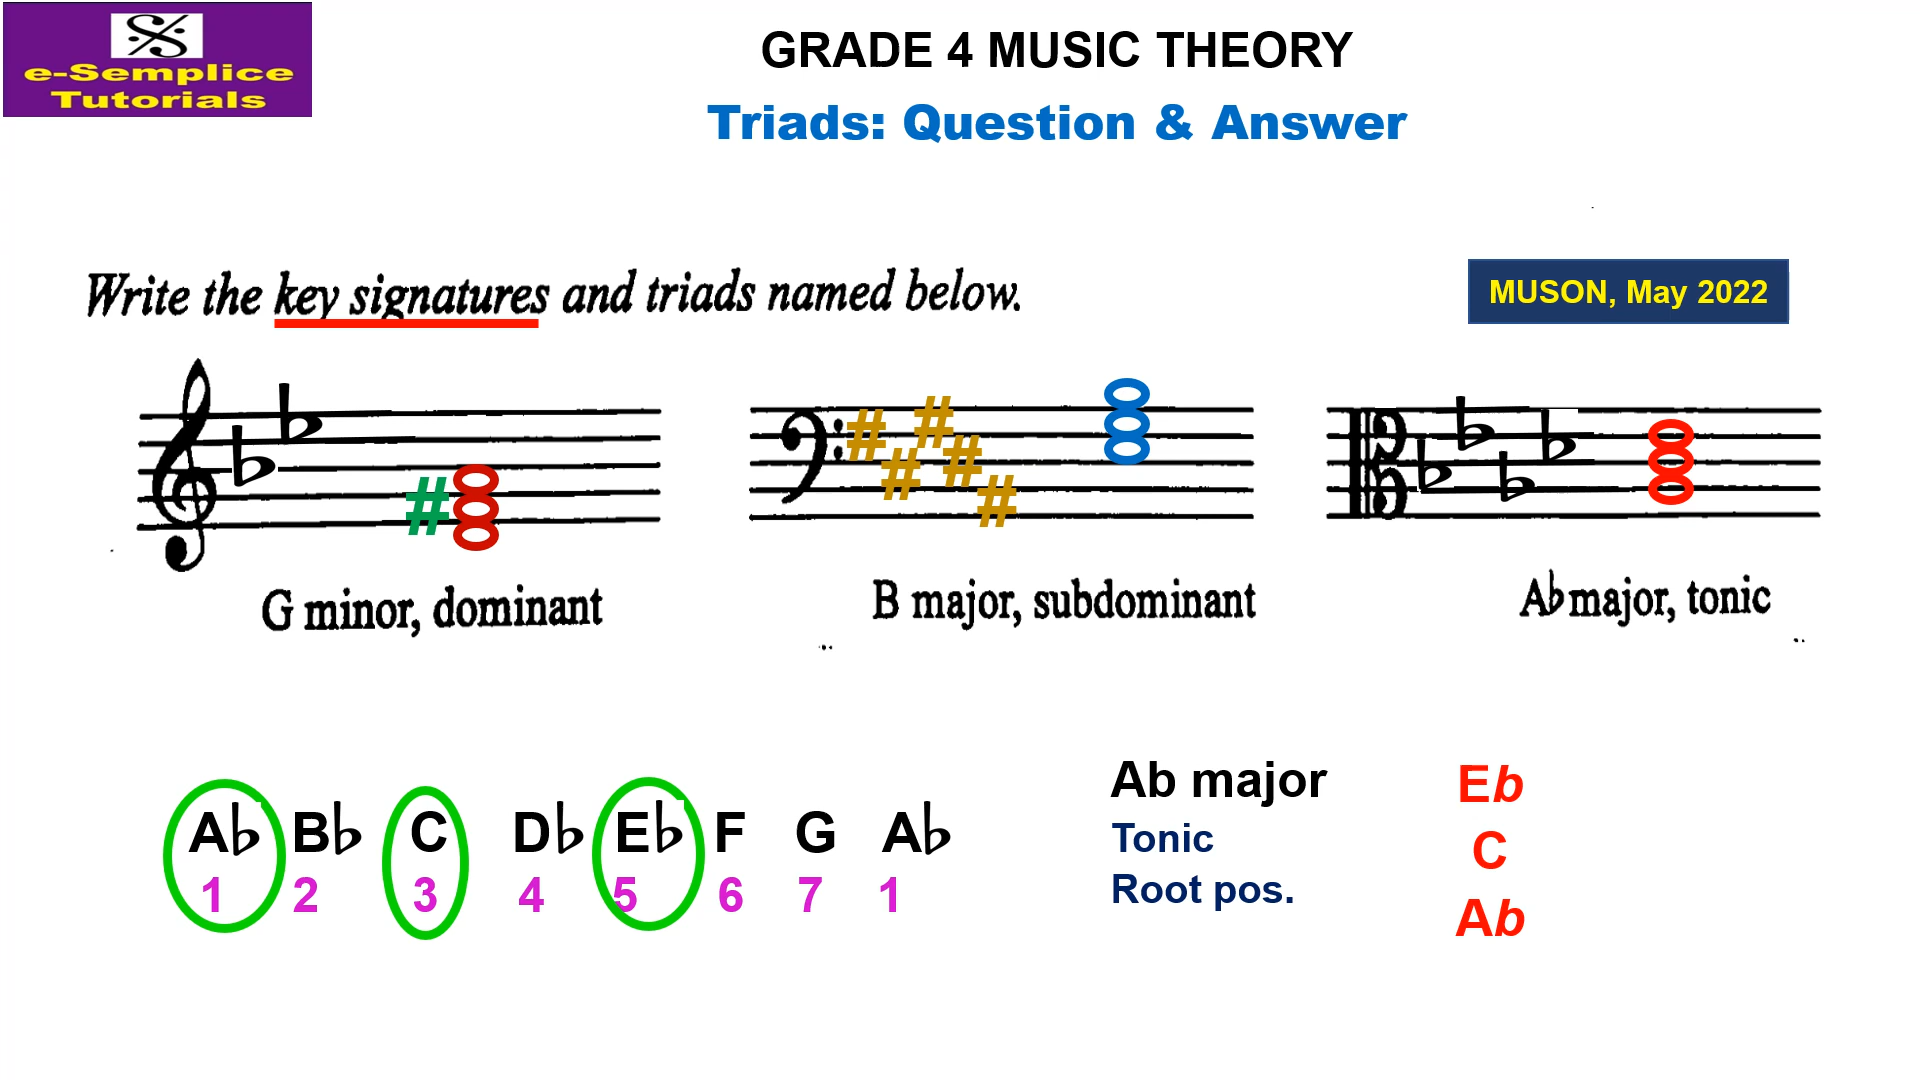 e-Semplice
Tutorials
GRADE 4 MUSIC THEORY
Triads: Question & Answer
Write the key signatures and triads named below.
MUSON, May 2022
G minor, dominant
B major, subdominant
A♭ major, tonic
A♭ B♭ C D♭ E♭ F G A♭
1 2 3 4 5 6 7 1
Ab major
Tonic
Root pos.
Eb
C
Ab